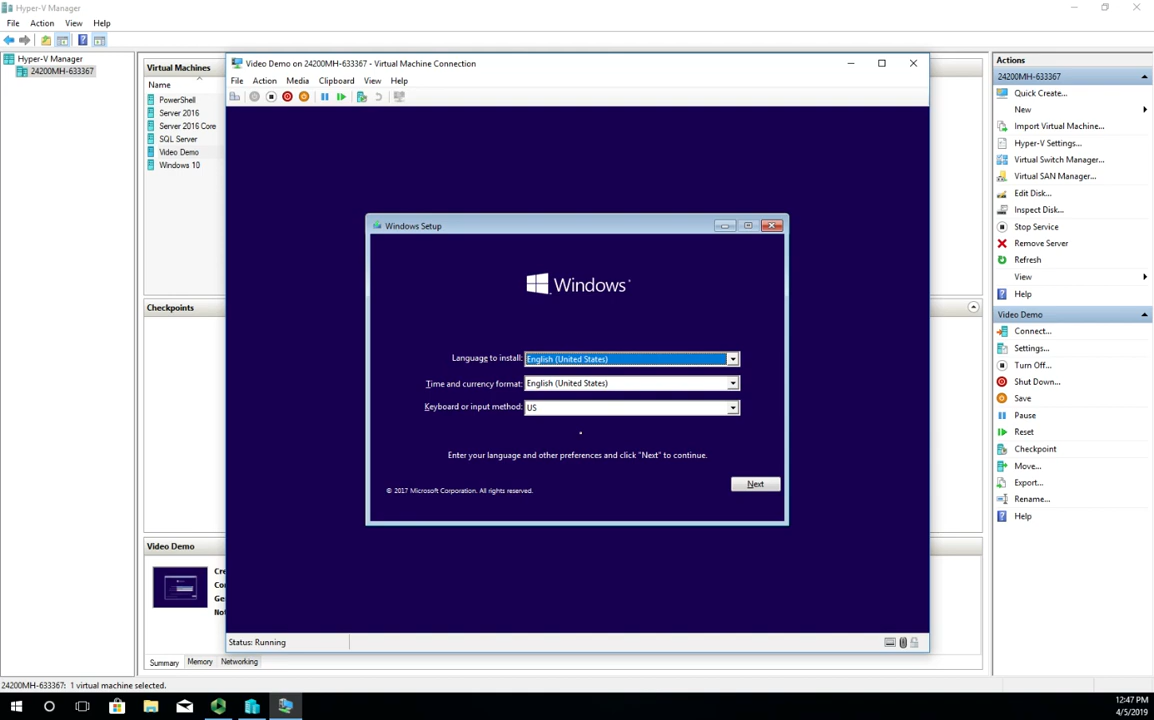 Hyper-V Manager
File Action View Help
Hyper-V Manager
24200MH-633367
Virtual Machines
Name
PowerShell
Server 2016
Server 2016 Core
SQL Server
Video Demo
Windows 10
Checkpoints
Video Demo
Cre
Co
Ge
No
Summary Memory Networking
Video Demo on 24200MH-633367 - Virtual Machine Connection
File Action Media Clipboard View Help
Windows Setup
Windows
Language to install: English (United States)
Time and currency format: English (United States)
Keyboard or input method: US
Enter your language and other preferences and click "Next" to continue.
© 2017 Microsoft Corporation. All rights reserved.
Next
Status: Running
Actions
24200MH-633367
Quick Create...
New
Import Virtual Machine...
Hyper-V Settings...
Virtual Switch Manager...
Virtual SAN Manager...
Edit Disk...
Inspect Disk...
Stop Service
Remove Server
Refresh
View
Help
Video Demo
Connect...
Settings...
Turn Off...
Shut Down...
Save
Pause
Reset
Checkpoint
Move...
Export...
Rename...
Help
24200MH-633367: 1 virtual machine selected.
12:47 PM
4/5/2019